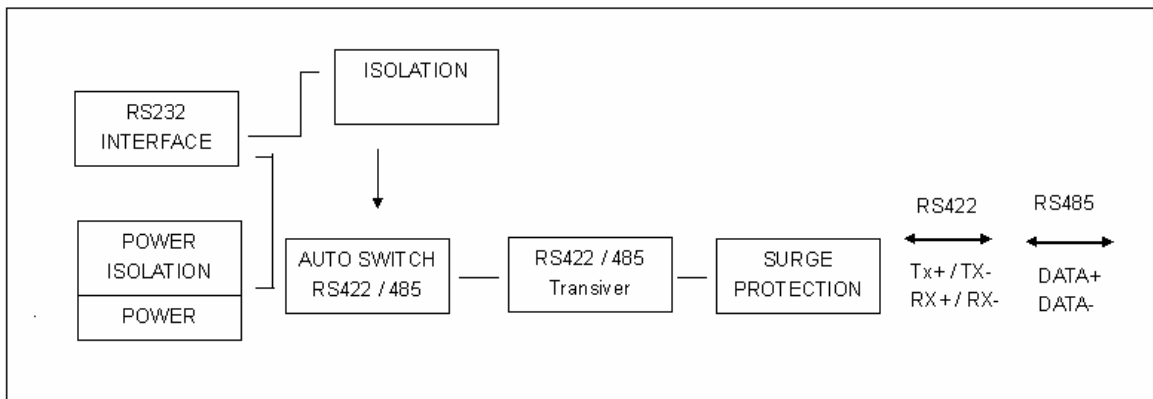 ISOLATION
RS232
INTERFACE
POWER
ISOLATION
POWER
AUTO SWITCH
RS422 / 485
RS422 / 485
Transiver
SURGE
PROTECTION
RS422
Tx+ / TX-
RX+ / RX-
RS485
DATA+
DATA-